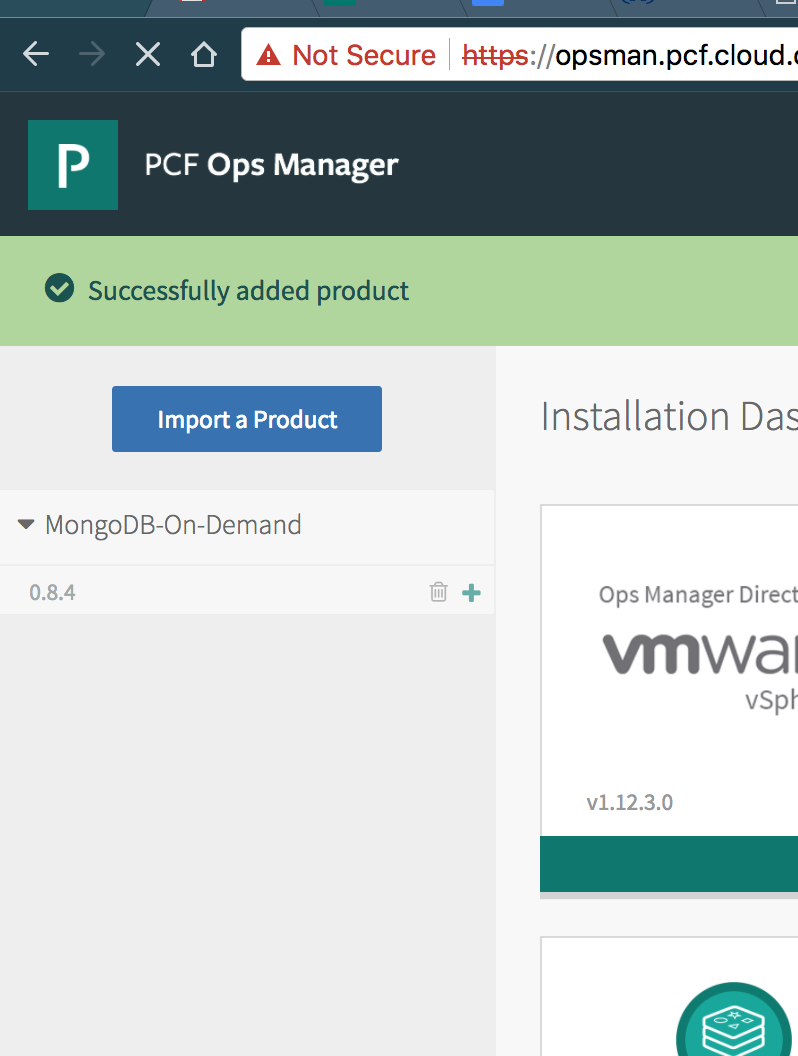 Not Secure https://opsman.pcf.cloud.
P PCF Ops Manager
Successfully added product
Import a Product
Installation Das
MongoDB-On-Demand
0.8.4
Ops Manager Direct
vmwar
vSph
v1.12.3.0